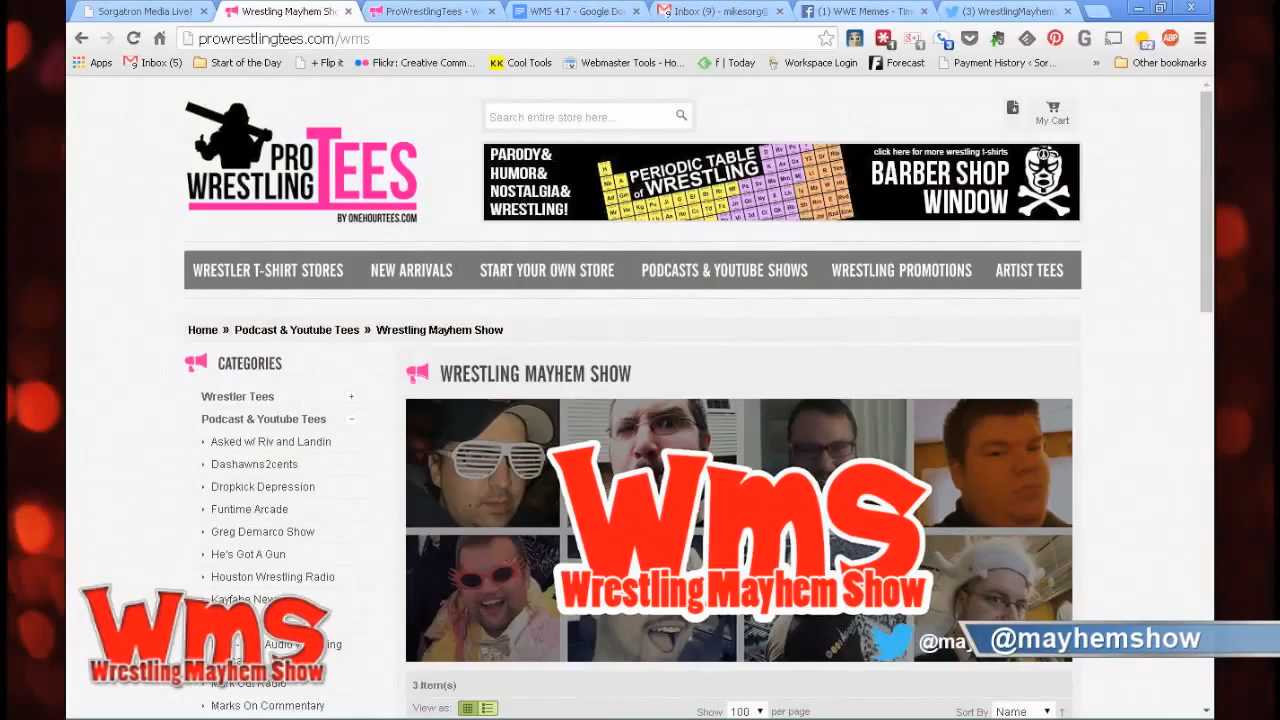 Sorgatron Media Live!
Wrestling Mayhem Sho
ProWrestlingTees - W
WMS 417 - Google Do
Inbox (9) - mikesorg@
(1) WWE Memes - Tim
(3) WrestlingMayhem
prowrestlingtees.com/wms
Apps
Inbox (5)
Start of the Day
+ Flip it
Flickr: Creative Comm...
KK Cool Tools
Webmaster Tools - Ho...
f | Today
Workspace Login
Forecast
Payment History ‹ Sor...
»
Other bookmarks
PRO
WRESTLING TEES
BY ONEHOURTEES.COM
Search entire store here...
My Cart
PARODY&
HUMOR&
NOSTALGIA&
WRESTLING!
PERIODIC TABLE
of WRESTLING
click here for more wrestling t-shirts
BARBER SHOP
WINDOW
WRESTLER T-SHIRT STORES
NEW ARRIVALS
START YOUR OWN STORE
PODCASTS & YOUTUBE SHOWS
WRESTLING PROMOTIONS
ARTIST TEES
Home » Podcast & Youtube Tees » Wrestling Mayhem Show
CATEGORIES
Wrestler Tees +
Podcast & Youtube Tees −
Asked w/ Riv and Landin
Dashawns2cents
Dropkick Depression
Funtime Arcade
Greg Demarco Show
He's Got A Gun
Houston Wrestling Radio
Marks On Commentary
WRESTLING MAYHEM SHOW
wms
Wrestling Mayhem Show
@may
3 Item(s)
View as:
Show 100 per page
Sort By Name
wms
Wrestling Mayhem Show
@mayhemshow